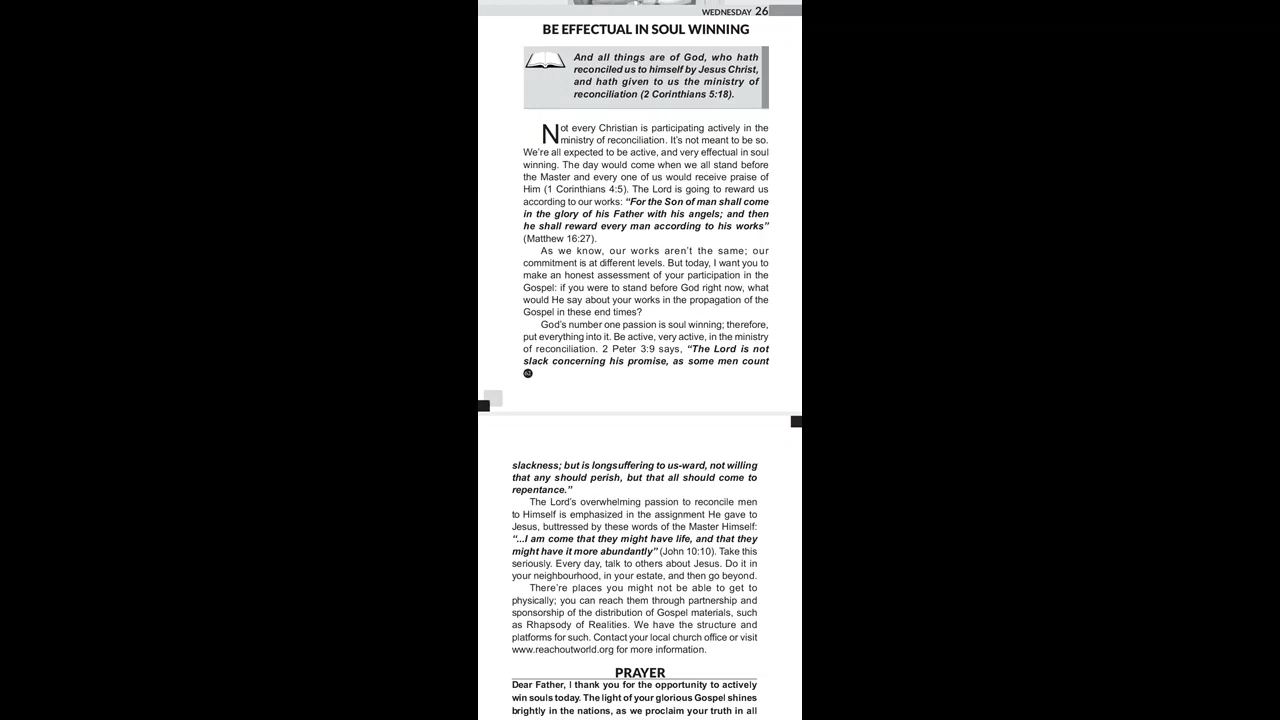 WEDNESDAY 26
BE EFFECTUAL IN SOUL WINNING
And all things are of God, who hath
reconciled us to himself by Jesus Christ,
and hath given to us the ministry of
reconciliation (2 Corinthians 5:18).
Not every Christian is participating actively in the
ministry of reconciliation. It's not meant to be so.
We're all expected to be active, and very effectual in soul
winning. The day would come when we all stand before
the Master and every one of us would receive praise of
Him (1 Corinthians 4:5). The Lord is going to reward us
according to our works: “For the Son of man shall come
in the glory of his Father with his angels; and then
he shall reward every man according to his works”
(Matthew 16:27).
As we know, our works aren't the same; our
commitment is at different levels. But today, I want you to
make an honest assessment of your participation in the
Gospel: if you were to stand before God right now, what
would He say about your works in the propagation of the
Gospel in these end times?
God's number one passion is soul winning; therefore,
put everything into it. Be active, very active, in the ministry
of reconciliation. 2 Peter 3:9 says, “The Lord is not
slack concerning his promise, as some men count
slackness; but is longsuffering to us-ward, not willing
that any should perish, but that all should come to
repentance.”
The Lord's overwhelming passion to reconcile men
to Himself is emphasized in the assignment He gave to
Jesus, buttressed by these words of the Master Himself:
“...I am come that they might have life, and that they
might have it more abundantly” (John 10:10). Take this
seriously. Every day, talk to others about Jesus. Do it in
your neighbourhood, in your estate, and then go beyond.
There're places you might not be able to get to
physically; you can reach them through partnership and
sponsorship of the distribution of Gospel materials, such
as Rhapsody of Realities. We have the structure and
platforms for such. Contact your local church office or visit
www.reachoutworld.org for more information.
PRAYER
Dear Father, I thank you for the opportunity to actively
win souls today. The light of your glorious Gospel shines
brightly in the nations, as we proclaim your truth in all